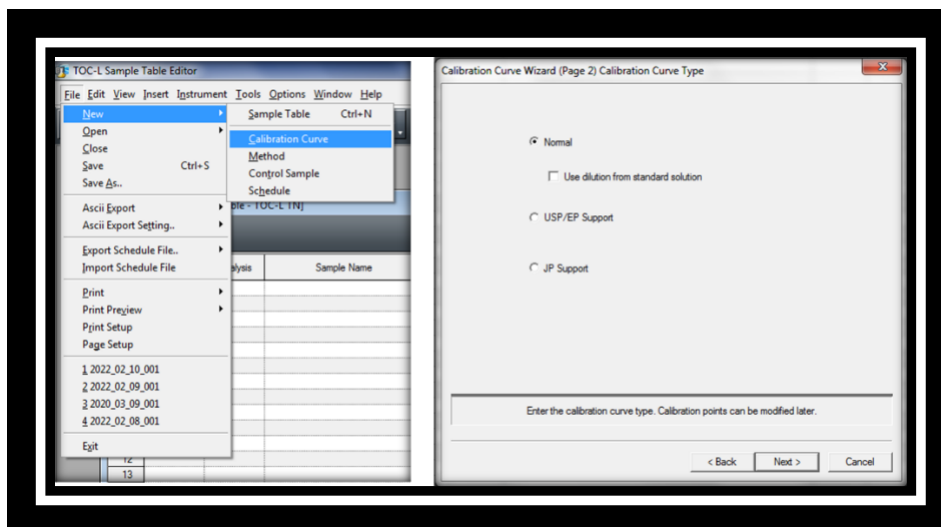 TOC-L Sample Table Editor
File Edit View Insert Instrument Tools Options Window Help
New
Open
Close
Save Ctrl+S
Save As..
Ascii Export
Ascii Export Setting..
Export Schedule File..
Import Schedule File
Print
Print Preview
Print Setup
Page Setup
1 2022_02_10_001
2 2022_02_09_001
3 2020_03_09_001
4 2022_02_08_001
Exit
Sample Table Ctrl+N
Calibration Curve
Method
Control Sample
Schedule
ble - TOC-L TN]
alysis Sample Name
12
13
Calibration Curve Wizard (Page 2) Calibration Curve Type
Normal
Use dilution from standard solution
USP/EP Support
JP Support
Enter the calibration curve type. Calibration points can be modified later.
< Back Next > Cancel